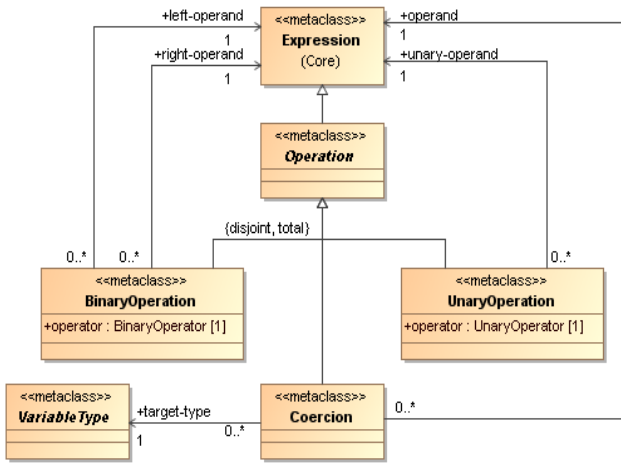 <<metaclass>>
Expression
(Core)
+left-operand
1
+right-operand
1
+operand
1
+unary-operand
1
<<metaclass>>
Operation
{disjoint, total}
0..*
0..*
0..*
<<metaclass>>
BinaryOperation
+operator : BinaryOperator [1]
<<metaclass>>
UnaryOperation
+operator : UnaryOperator [1]
<<metaclass>>
VariableType
+target-type
1
0..*
<<metaclass>>
Coercion
0..*